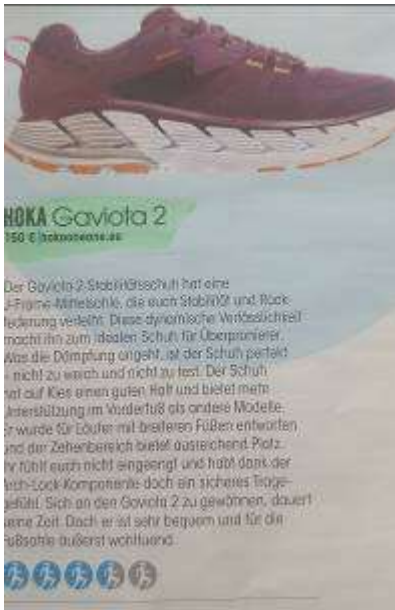 HOKA Gaviota 2
150 € hokaoneone.eu
Der Gaviota-2-Stabilitätsschuh hat eine
J-Frame-Mittelsohle, die euch Stabilität und Rück-
federung verleiht. Diese dynamische Verlässlichkeit
macht ihn zum idealen Schuh für Überpronierer.
Was die Dämpfung angeht, ist der Schuh perfekt
– nicht zu weich und nicht zu fest. Der Schuh
hat auf Kies einen guten Halt und bietet mehr
Unterstützung im Vorderfuß als andere Modelle.
Er wurde für Läufer mit breiteren Füßen entworfen
und der Zehenbereich bietet ausreichend Platz.
Ihr fühlt euch nicht eingeengt und habt dank der
Arch-Lock-Komponente doch ein sicheres Trage-
gefühl. Sich an den Gaviota 2 zu gewöhnen, dauert
seine Zeit. Doch er ist sehr bequem und für die
Fußsohle äußerst wohltuend.